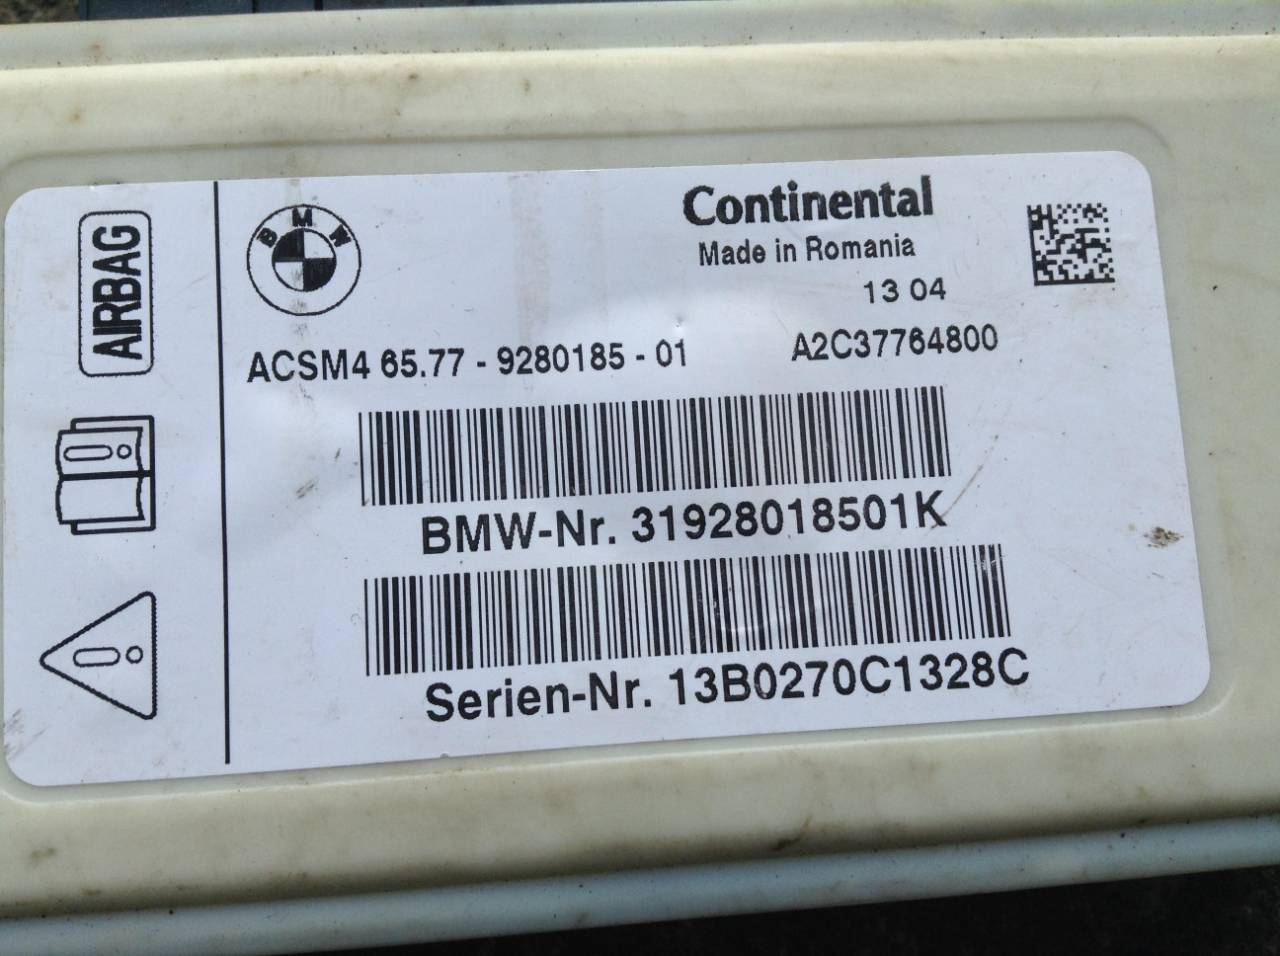 AIRBAG
BMW
Continental
Made in Romania
13 04
ACSM4 65.77 - 9280185 - 01 A2C37764800
BMW-Nr. 31928018501K
Serien-Nr. 13B0270C1328C